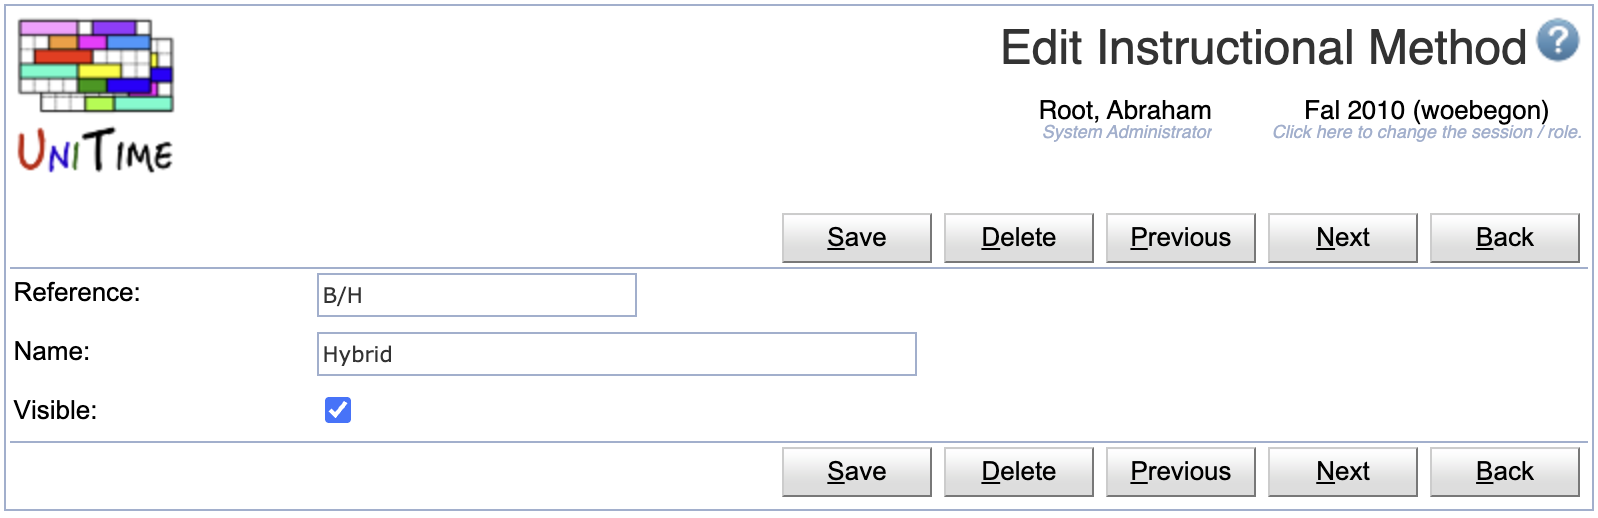 Edit Instructional Method ?
UNITIME
Root, Abraham Fal 2010 (woebegon)
System Administrator Click here to change the session / role.
Save Delete Previous Next Back
Reference: B/H
Name: Hybrid
Visible:
Save Delete Previous Next Back